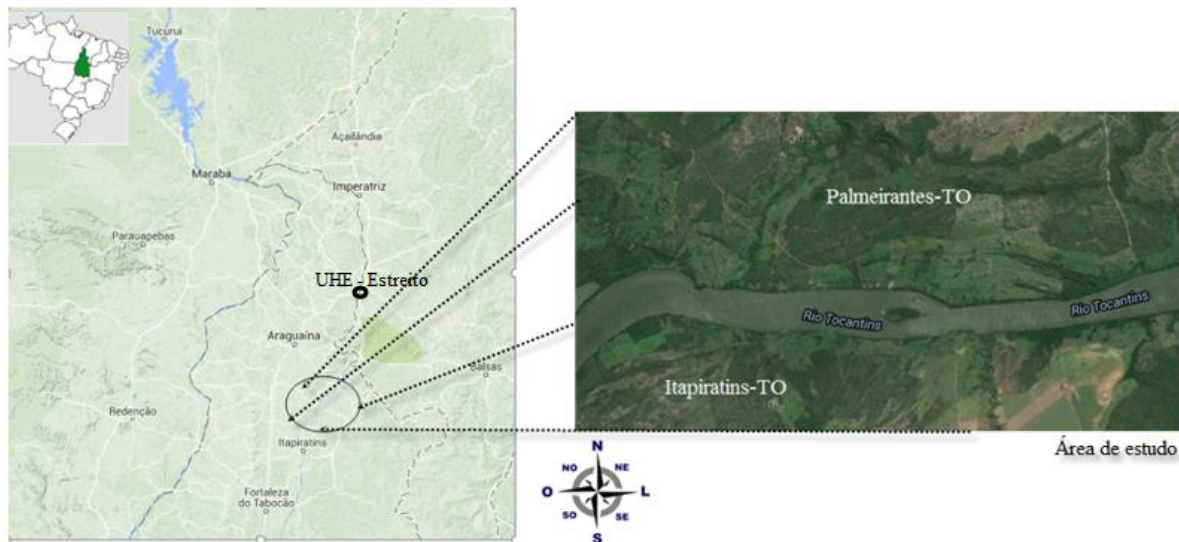 Tucuruí
Açailândia
Marabá
Imperatriz
Parauapebas
UHE - Estreito
Araguaína
Balsas
Redenção
Itapiratins
Fortaleza
do Tabocão
Palmeirantes-TO
Rio Tocantins
Rio Tocantins
Itapiratins-TO
Área de estudo
N
NO
NE
O
L
SO
SE
S